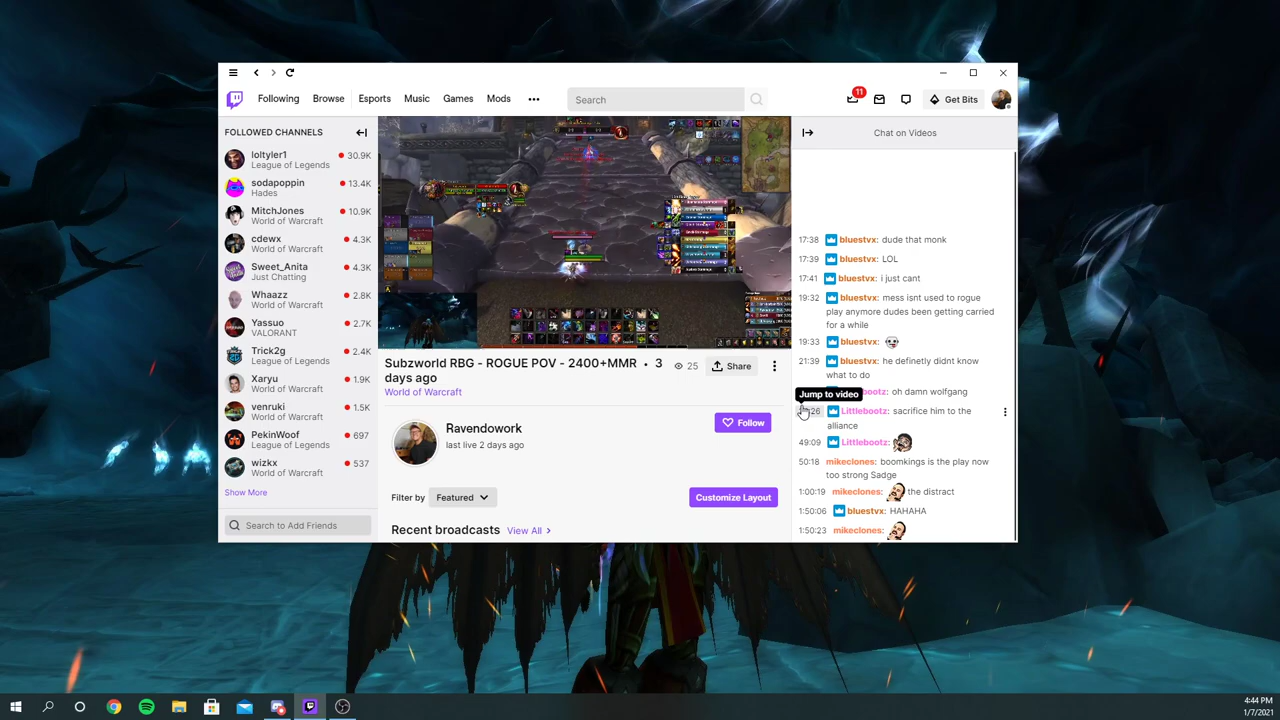 Following
Browse
Esports
Music
Games
Mods
Search
11
Get Bits
FOLLOWED CHANNELS
loltyler1
30.9K
League of Legends
sodapoppin
13.4K
Hades
MitchJones
10.9K
World of Warcraft
cdewx
4.3K
World of Warcraft
Sweet_Anita
4.3K
Just Chatting
Whaazz
2.8K
World of Warcraft
Yassuo
2.7K
VALORANT
Trick2g
2.4K
League of Legends
Xaryu
1.9K
World of Warcraft
venruki
1.5K
World of Warcraft
PekinWoof
697
League of Legends
wizkx
537
World of Warcraft
Show More
Search to Add Friends
Subzworld RBG - ROGUE POV - 2400+MMR • 3
days ago
World of Warcraft
25
Share
Ravendowork
last live 2 days ago
Follow
Filter by
Featured
Customize Layout
Recent broadcasts
View All
Chat on Videos
17:38 bluestvx: dude that monk
17:39 bluestvx: LOL
17:41 bluestvx: i just cant
19:32 bluestvx: mess isnt used to rogue
play anymore dudes been getting carried
for a while
19:33 bluestvx:
21:39 bluestvx: he definetly didnt know
what to do
Jump to video
oh damn wolfgang
Littlebootz: sacrifice him to the
alliance
49:09 Littlebootz:
50:18 mikeclones: boomkings is the play now
too strong Sadge
1:00:19 mikeclones: the distract
1:50:06 bluestvx: HAHAHA
1:50:23 mikeclones:
4:44 PM
1/7/2021